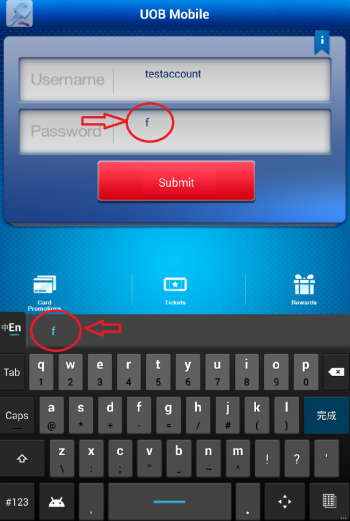 UOB Mobile
i
Username testaccount
Password f
Submit
Card Promotions Tickets Rewards
中En f
Tab q w e r t y u i o p
1 2 3 4 5 6 7 8 9 0
Caps a s d f g h j k l 完成
@ * + - = / # ( )
z x c v b n m ! ? '
\ : ; " _ ~ ^
#123 , .
...